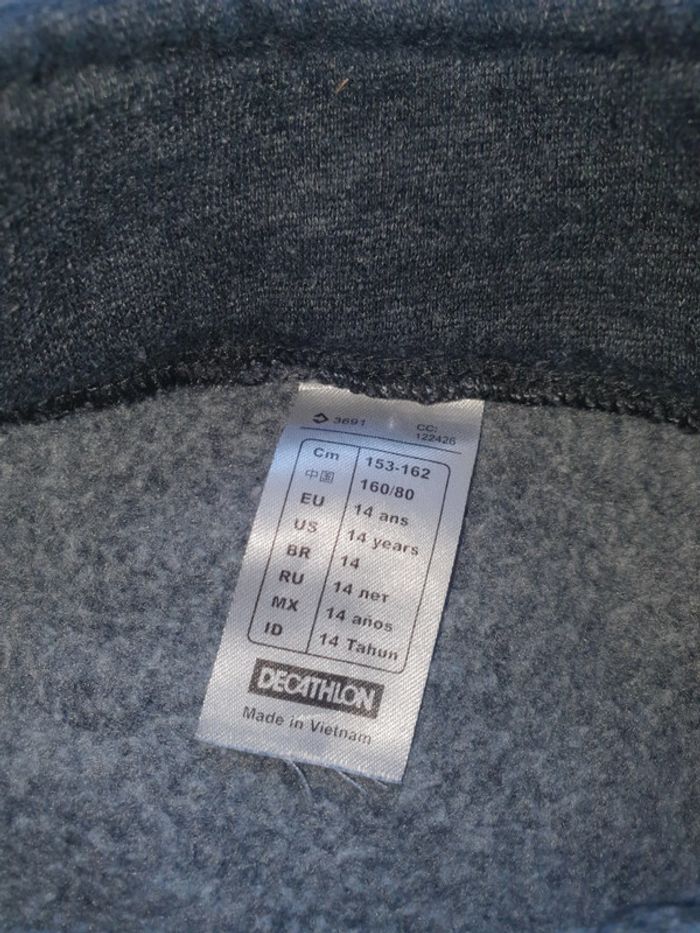 3691 CC: 122426
Cm 153-162
中国 160/80
EU 14 ans
US 14 years
BR 14
RU 14 лет
MX 14 años
ID 14 Tahun
DECATHLON
Made in Vietnam